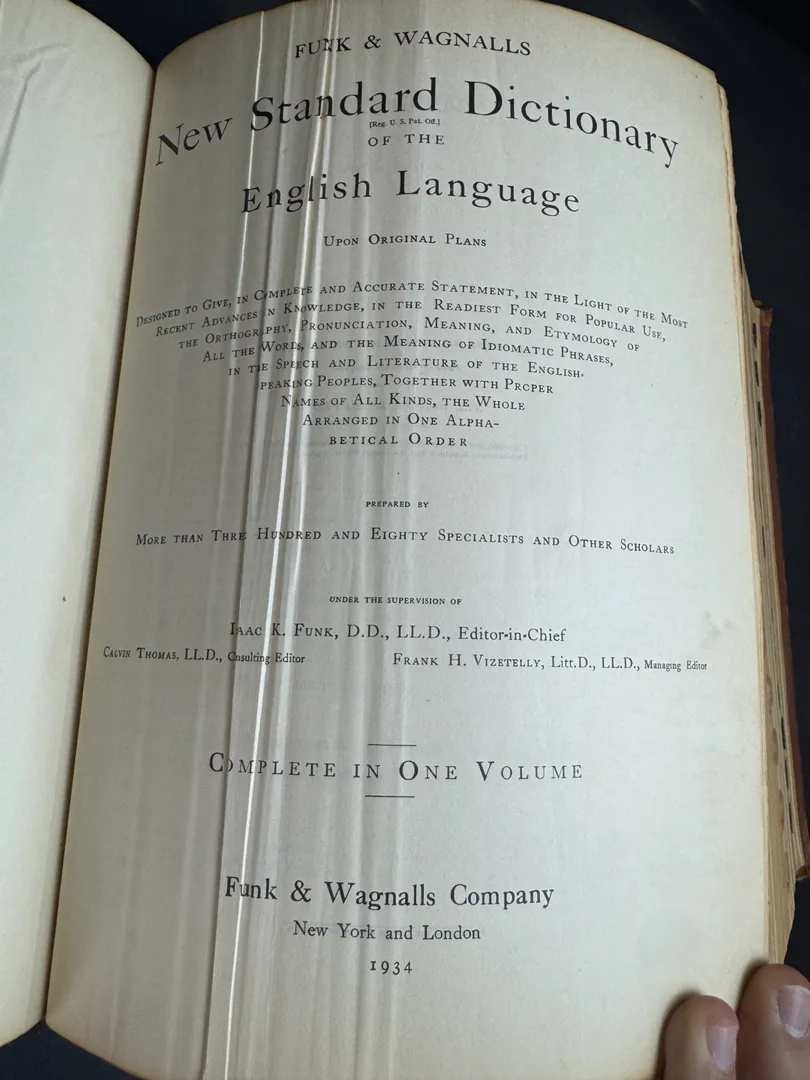 FUNK & WAGNALLS
New Standard Dictionary
[Reg. U. S. Pat. Off.]
OF THE
English Language
UPON ORIGINAL PLANS
DESIGNED TO GIVE, IN COMPLETE AND ACCURATE STATEMENT, IN THE LIGHT OF THE MOST
RECENT ADVANCES IN KNOWLEDGE, IN THE READIEST FORM FOR POPULAR USE,
THE ORTHOGRAPHY, PRONUNCIATION, MEANING, AND ETYMOLOGY OF
ALL THE WORDS, AND THE MEANING OF IDIOMATIC PHRASES,
IN THE SPEECH AND LITERATURE OF THE ENGLISH-
SPEAKING PEOPLES, TOGETHER WITH PROPER
NAMES OF ALL KINDS, THE WHOLE
ARRANGED IN ONE ALPHA-
BETICAL ORDER
PREPARED BY
MORE THAN THREE HUNDRED AND EIGHTY SPECIALISTS AND OTHER SCHOLARS
UNDER THE SUPERVISION OF
ISAAC K. FUNK, D.D., LL.D., Editor-in-Chief
CALVIN THOMAS, LL.D., Consulting Editor FRANK H. VIZETELLY, Litt.D., LL.D., Managing Editor
COMPLETE IN ONE VOLUME
Funk & Wagnalls Company
New York and London
1934